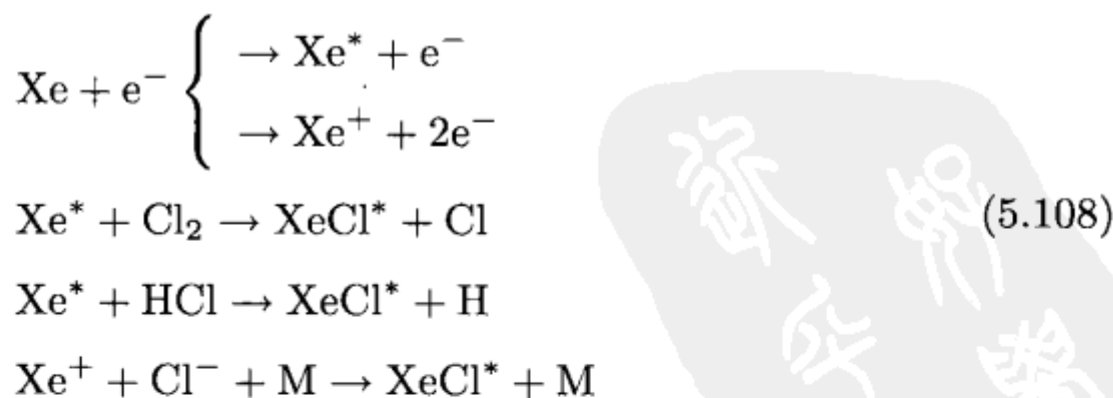 Xe + e⁻ { → Xe* + e⁻
→ Xe⁺ + 2e⁻
Xe* + Cl₂ → XeCl* + Cl (5.108)
Xe* + HCl → XeCl* + H
Xe⁺ + Cl⁻ + M → XeCl* + M